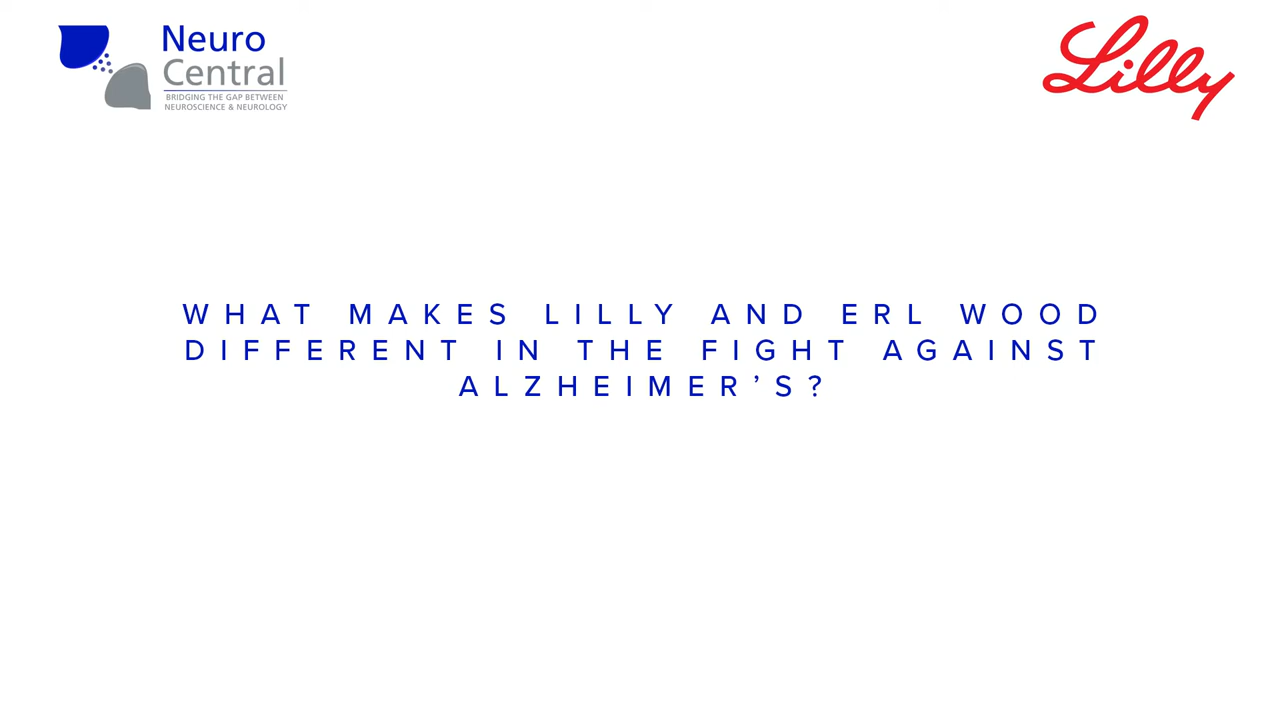 Neuro
Central
BRIDGING THE GAP BETWEEN
NEUROSCIENCE & NEUROLOGY
Lilly
WHAT MAKES LILLY AND ERL WOOD
DIFFERENT IN THE FIGHT AGAINST
ALZHEIMER’S?